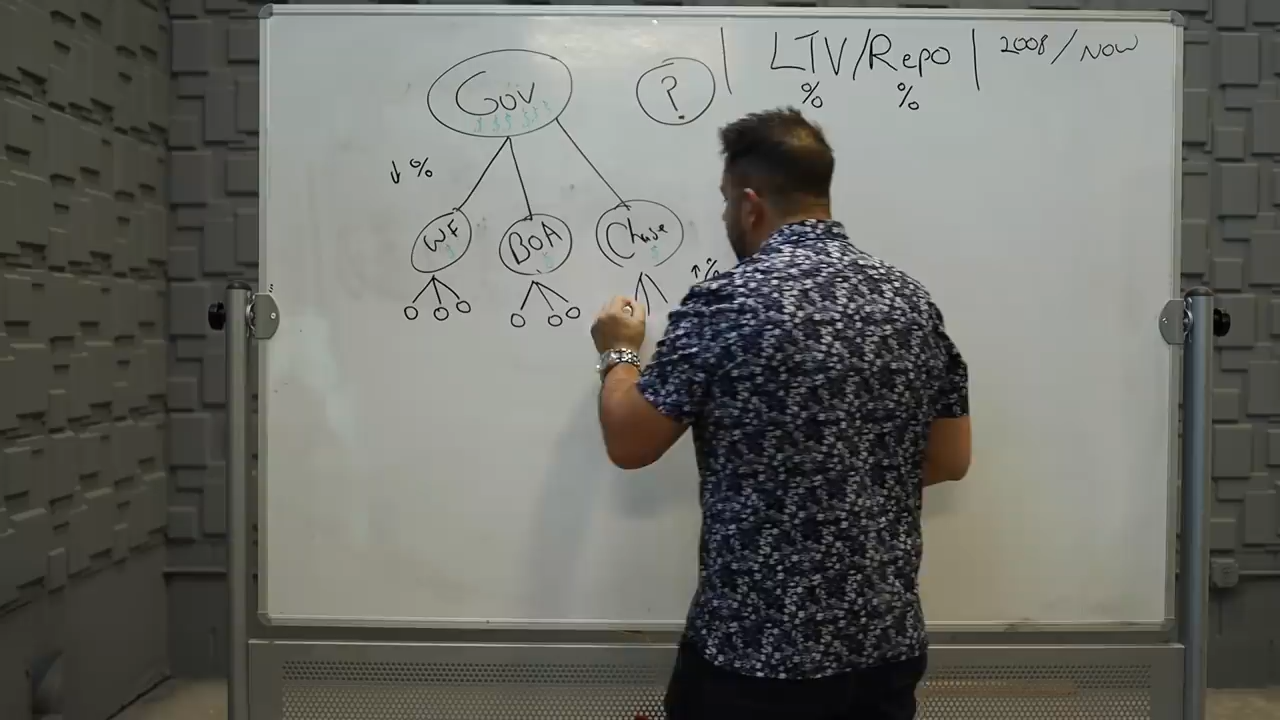 Gov
$ $ $ $ $ $
?
LTV/Repo
% %
2008 / NOW
↓ %
WF
BOA
Chase
$
↑ %